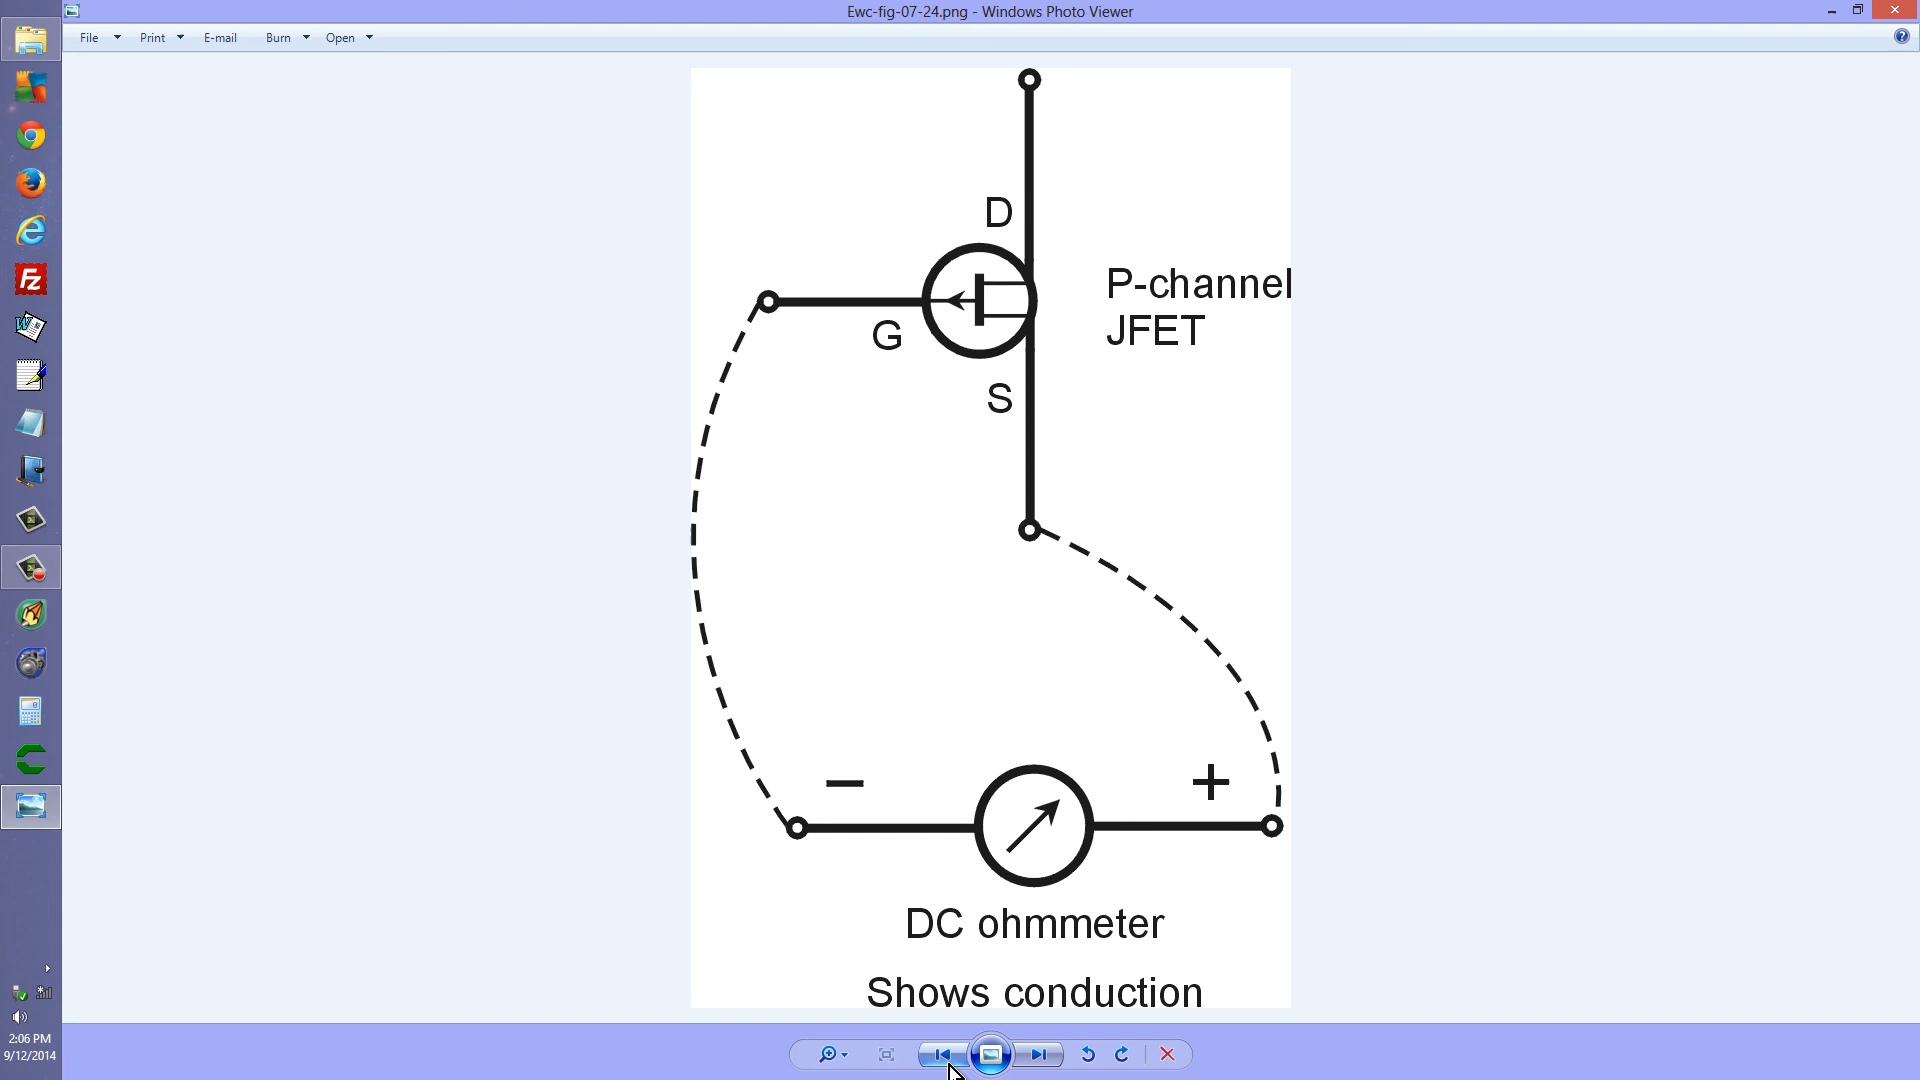 Ewc-fig-07-24.png - Windows Photo Viewer
File Print E-mail Burn Open
D
P-channel
JFET
G
S
– +
DC ohmmeter
Shows conduction
2:06 PM
9/12/2014